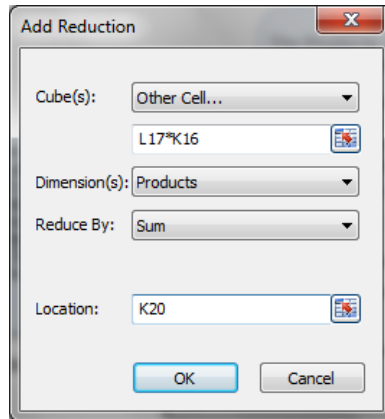 Add Reduction
Cube(s): Other Cell...
L17*K16
Dimension(s): Products
Reduce By: Sum
Location: K20
OK Cancel